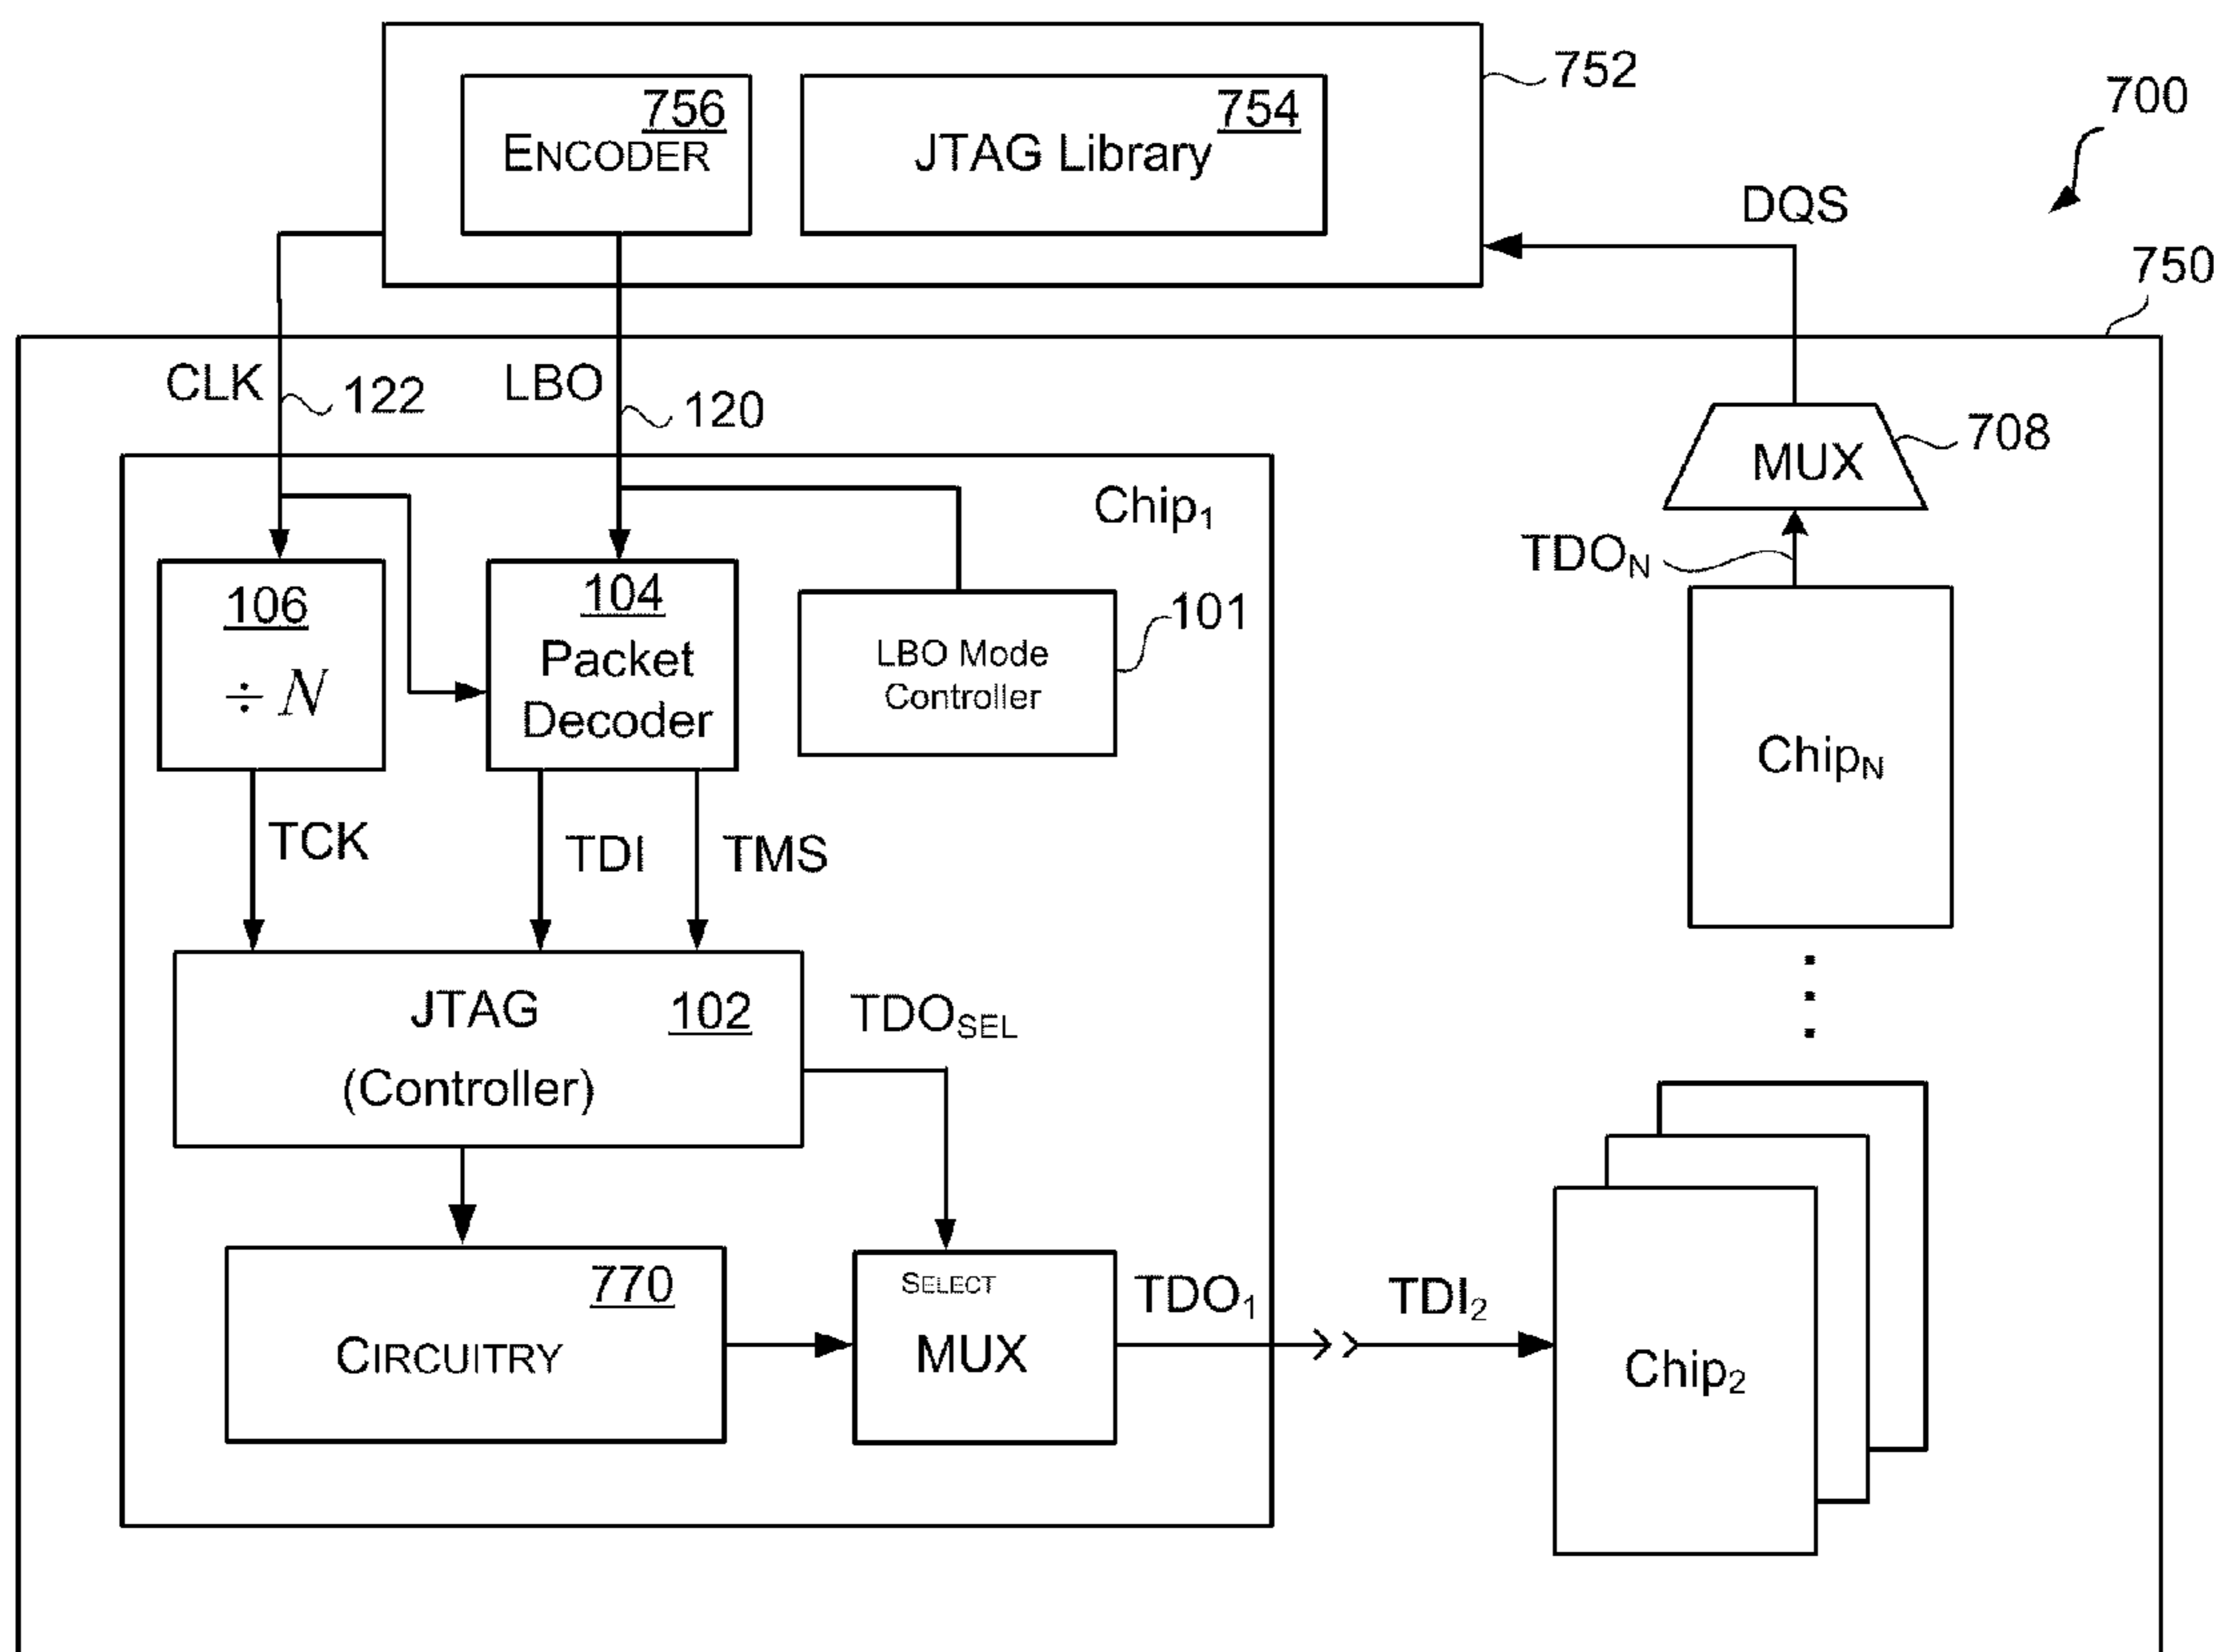 752
700
756
ENCODER
754
JTAG Library
DQS
750
CLK
122
LBO
120
708
MUX
Chip₁
TDOₙ
106
÷ N
104
Packet
Decoder
101
LBO Mode
Controller
Chipₙ
TCK
TDI
TMS
JTAG
102
(Controller)
TDO_SEL
770
CIRCUITRY
SELECT
MUX
TDO₁
TDI₂
Chip₂